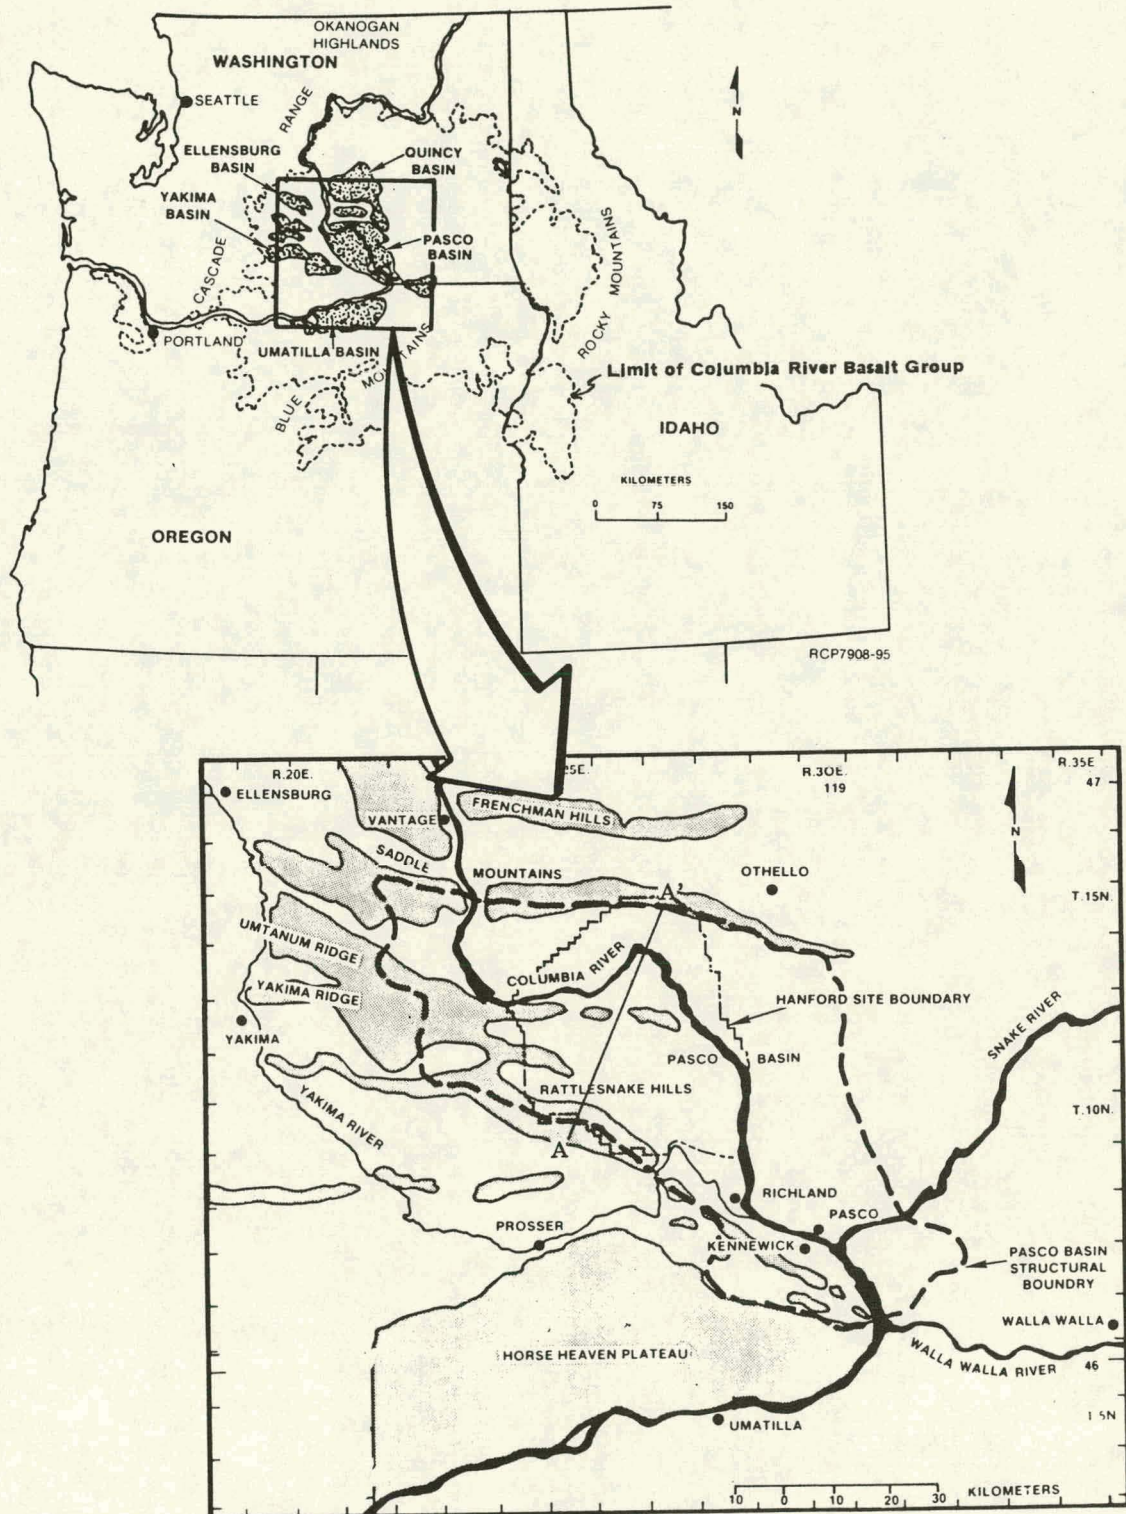 OKANOGAN
HIGHLANDS
WASHINGTON
SEATTLE
RANGE
N
ELLENSBURG
BASIN
QUINCY
BASIN
YAKIMA
BASIN
PASCO
BASIN
CASCADE
ROCKY MOUNTAINS
PORTLAND
UMATILLA BASIN
BLUE
MOUNTAINS
Limit of Columbia River Basalt Group
IDAHO
KILOMETERS
0 75 150
OREGON
RCP7908-95
R.20E.
25E.
R.30E.
119
R.35E
47
ELLENSBURG
VANTAGE
FRENCHMAN HILLS
N
SADDLE
MOUNTAINS
OTHELLO
A'
T.15N.
UMTANUM RIDGE
COLUMBIA RIVER
YAKIMA RIDGE
HANFORD SITE BOUNDARY
SNAKE RIVER
YAKIMA
PASCO
BASIN
RATTLESNAKE HILLS
YAKIMA RIVER
T.10N.
A
RICHLAND
PASCO
PROSSER
KENNEWICK
PASCO BASIN
STRUCTURAL
BOUNDRY
WALLA WALLA
HORSE HEAVEN PLATEAU
WALLA WALLA RIVER
46
UMATILLA
5N
10 0 10 20 30
KILOMETERS